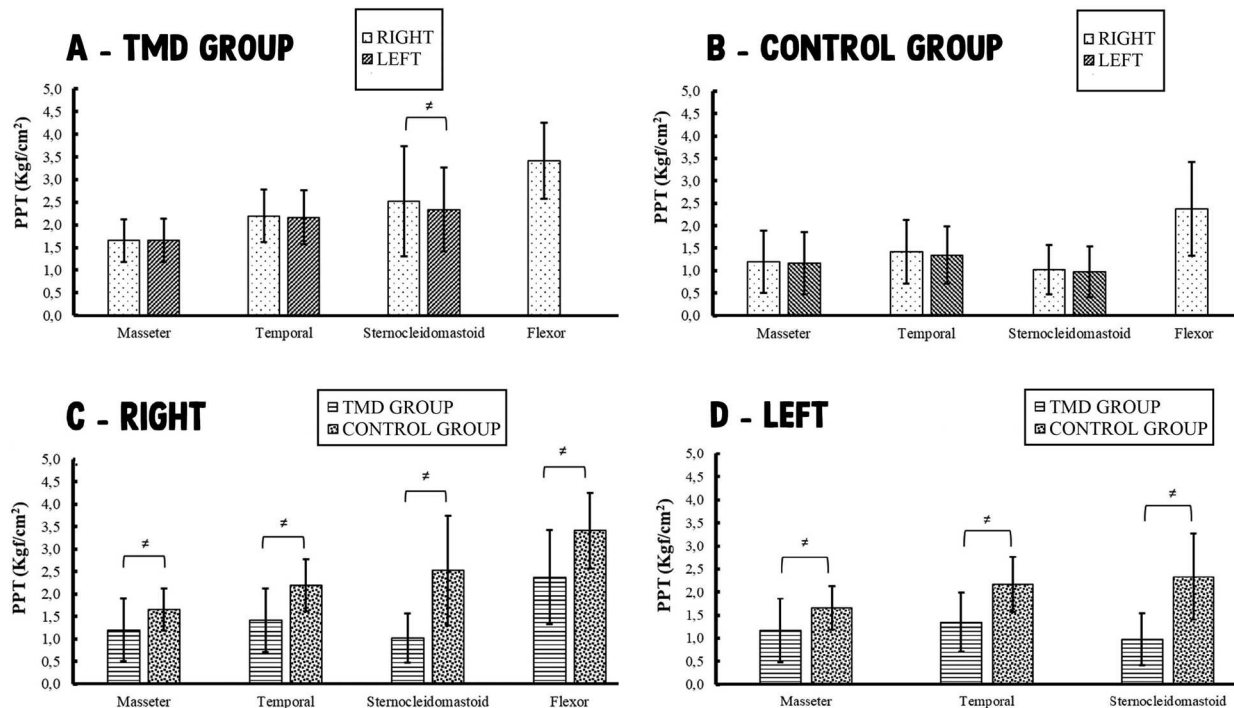 A - TMD GROUP
RIGHT
LEFT
PPT (Kgf/cm²)
5,0
4,5
4,0
3,5
3,0
2,5
2,0
1,5
1,0
0,5
0,0
≠
Masseter Temporal Sternocleidomastoid Flexor
B - CONTROL GROUP
RIGHT
LEFT
PPT (Kgf/cm²)
5,0
4,5
4,0
3,5
3,0
2,5
2,0
1,5
1,0
0,5
0,0
Masseter Temporal Sternocleidomastoid Flexor
C - RIGHT
TMD GROUP
CONTROL GROUP
PPT (Kgf/cm²)
5,0
4,5
4,0
3,5
3,0
2,5
2,0
1,5
1,0
0,5
0,0
≠ ≠ ≠ ≠
Masseter Temporal Sternocleidomastoid Flexor
D - LEFT
TMD GROUP
CONTROL GROUP
PPT (Kgf/cm²)
5,0
4,5
4,0
3,5
3,0
2,5
2,0
1,5
1,0
0,5
0,0
≠ ≠ ≠
Masseter Temporal Sternocleidomastoid